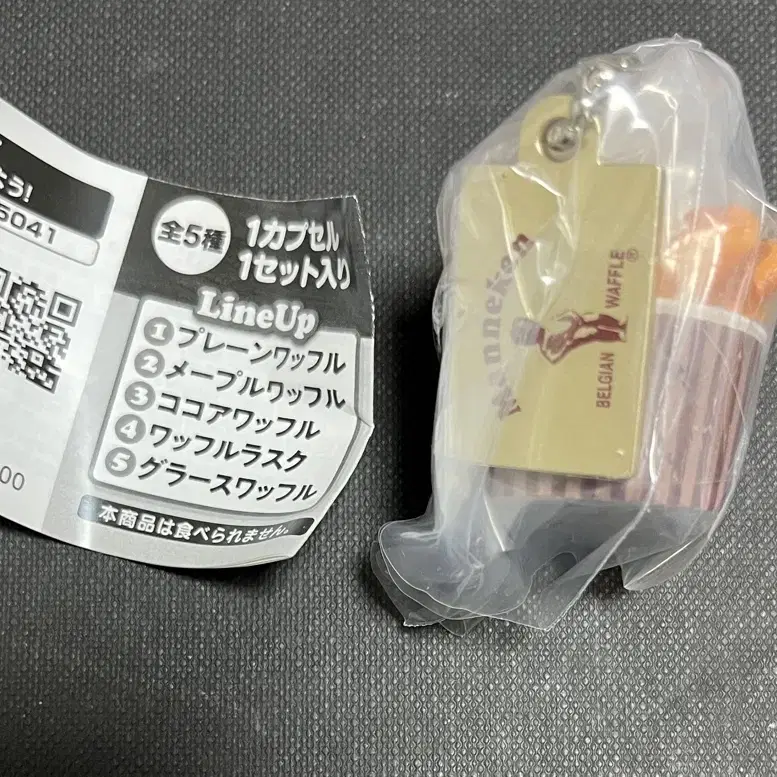 よう!
5041
全5種
1カプセル
1セット入り
LineUp
①プレーンワッフル
②メープルワッフル
③ココアワッフル
④ワッフルラスク
⑤グラースワッフル
本商品は食べられません。
00
Manneken
BELGIAN WAFFLE®